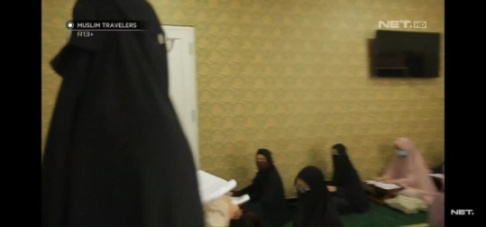 MUSLIM TRAVELERS
R13+
NET. HD
NET.